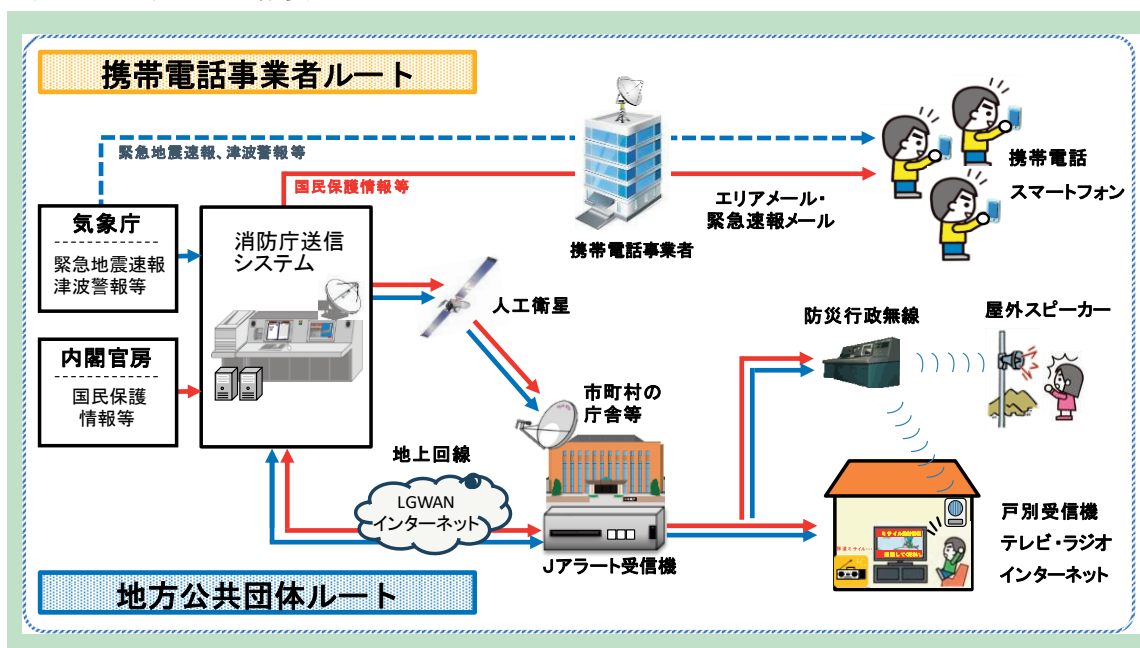 携帯電話事業者ルート
緊急地震速報、津波警報等
国民保護情報等
気象庁
緊急地震速報
津波警報等
内閣官房
国民保護
情報等
消防庁送信
システム
携帯電話事業者
エリアメール・
緊急速報メール
携帯電話
スマートフォン
人工衛星
防災行政無線
屋外スピーカー
市町村の
庁舎等
地上回線
LGWAN
インターネット
Jアラート受信機
戸別受信機
テレビ・ラジオ
インターネット
地方公共団体ルート